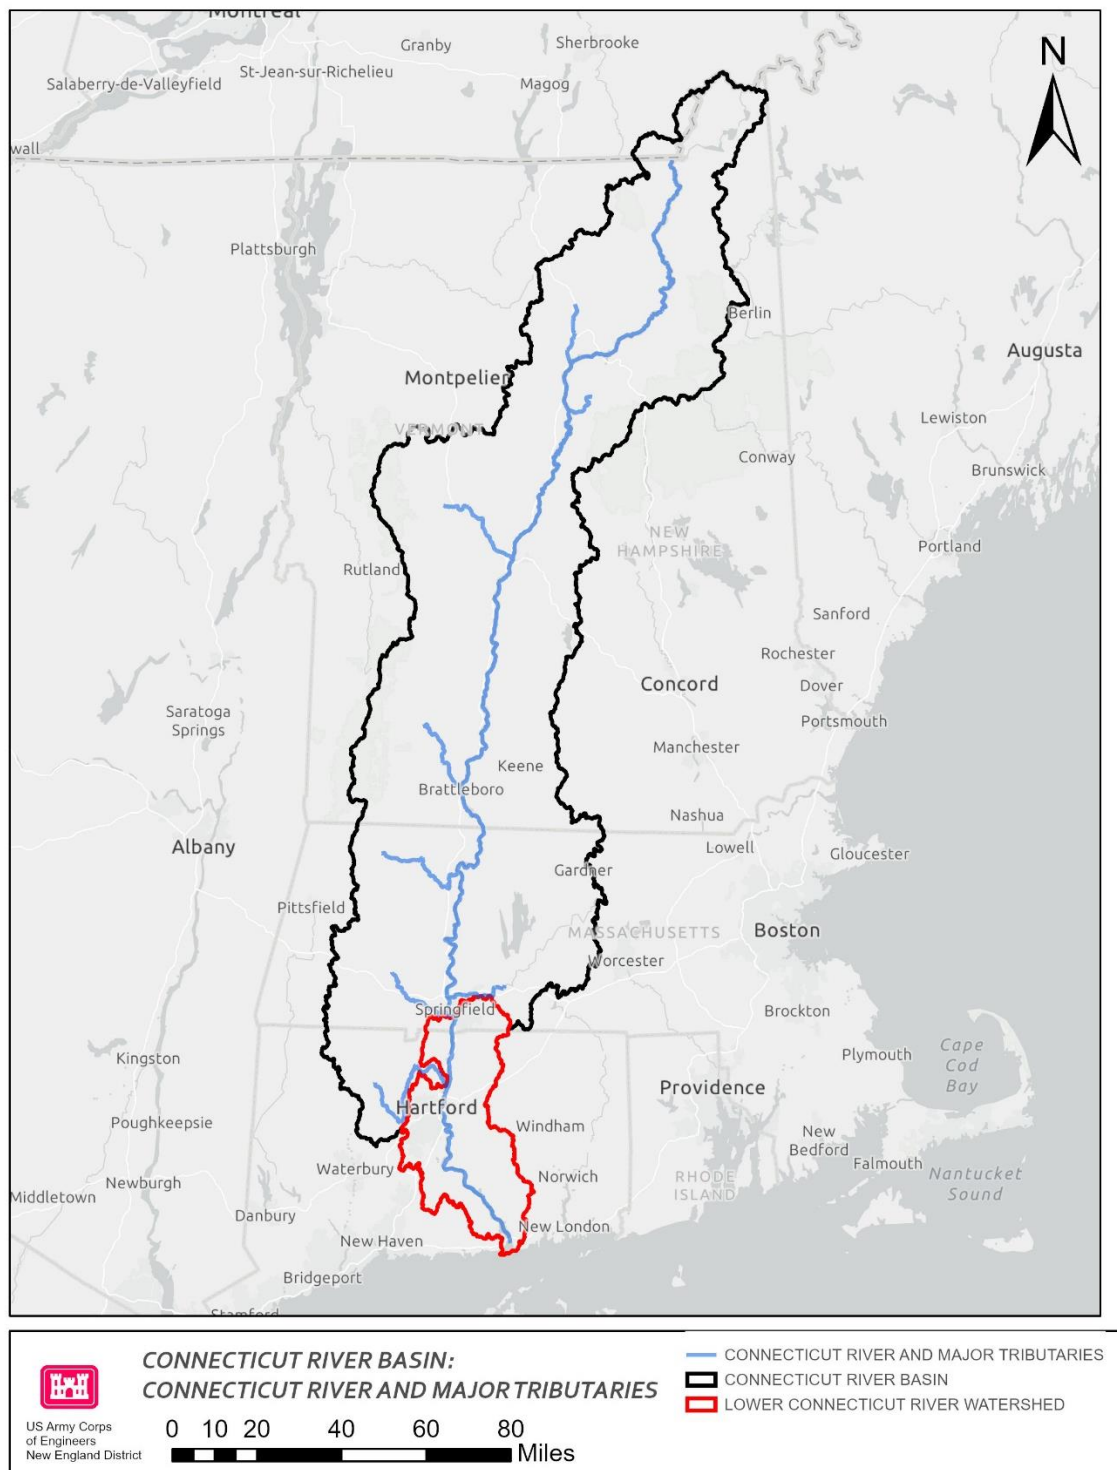 Montreal
Granby
Sherbrooke
St-Jean-sur-Richelieu
Salaberry-de-Valleyfield
Magog
N
wall
Plattsburgh
Berlin
Augusta
Montpelier
VERMONT
Lewiston
Conway
Brunswick
NEW
HAMPSHIRE
Portland
Rutland
Sanford
Rochester
Concord
Dover
Saratoga
Springs
Portsmouth
Manchester
Keene
Brattleboro
Nashua
Albany
Lowell
Gloucester
Gardner
Pittsfield
MASSACHUSETTS
Boston
Worcester
Springfield
Brockton
Kingston
Plymouth
Cape
Cod
Bay
Providence
Hartford
Poughkeepsie
Windham
New
Bedford
Falmouth
Waterbury
Norwich
RHODE
ISLAND
Nantucket
Sound
Middletown
Newburgh
Danbury
New London
New Haven
Bridgeport
Stamford
CONNECTICUT RIVER BASIN:
CONNECTICUT RIVER AND MAJOR TRIBUTARIES
US Army Corps
of Engineers
New England District
0 10 20 40 60 80
Miles
CONNECTICUT RIVER AND MAJOR TRIBUTARIES
CONNECTICUT RIVER BASIN
LOWER CONNECTICUT RIVER WATERSHED